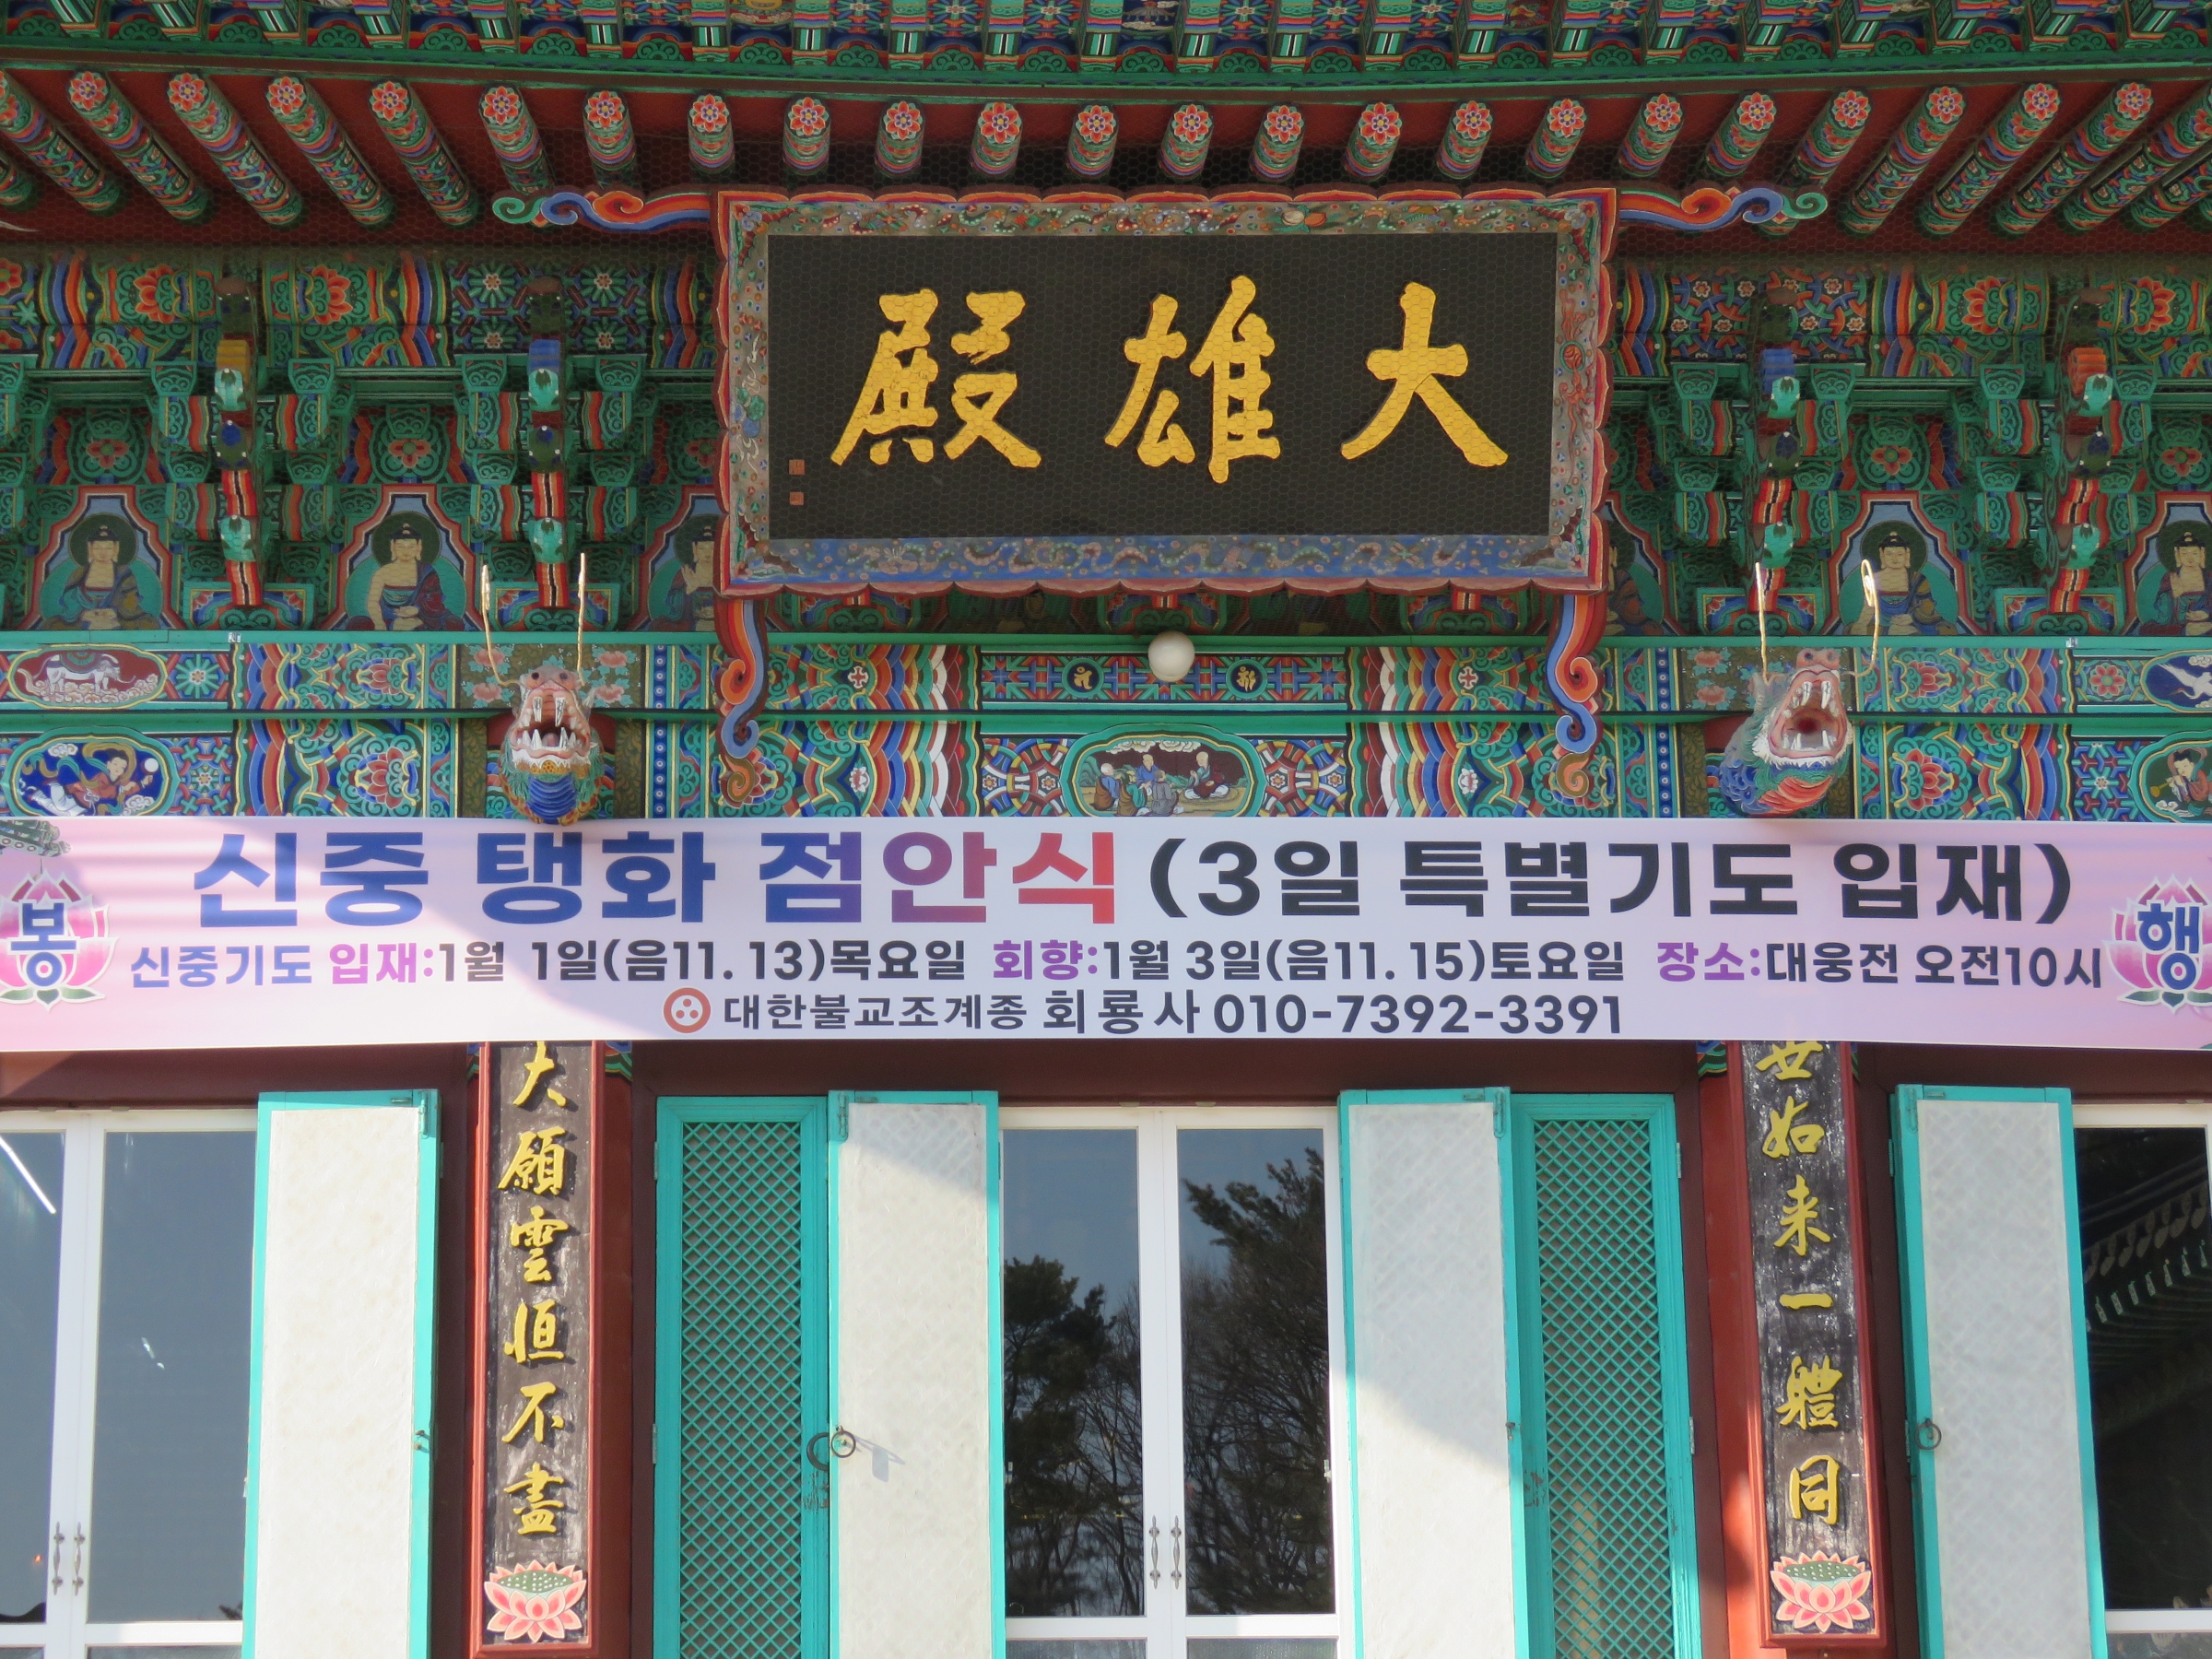 大雄殿
신중 탱화 점안식 (3일 특별기도 입재)
봉
신중기도 입재:1월 1일(음11.13)목요일 회향:1월 3일(음11.15)토요일 장소:대웅전 오전10시
행
대한불교조계종 회룡사 010-7392-3391
大願雲恒不盡
世如来一體同